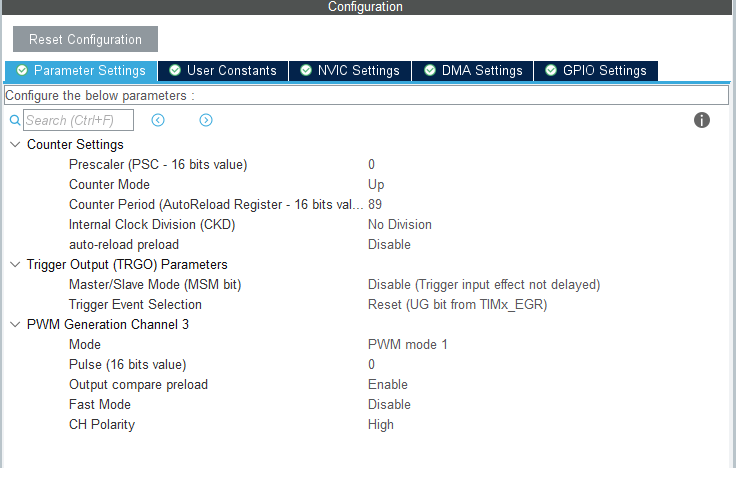 Configuration
Reset Configuration
Parameter Settings User Constants NVIC Settings DMA Settings GPIO Settings
Configure the below parameters :
Search (Ctrl+F)
Counter Settings
Prescaler (PSC - 16 bits value) 0
Counter Mode Up
Counter Period (AutoReload Register - 16 bits val... 89
Internal Clock Division (CKD) No Division
auto-reload preload Disable
Trigger Output (TRGO) Parameters
Master/Slave Mode (MSM bit) Disable (Trigger input effect not delayed)
Trigger Event Selection Reset (UG bit from TIMx_EGR)
PWM Generation Channel 3
Mode PWM mode 1
Pulse (16 bits value) 0
Output compare preload Enable
Fast Mode Disable
CH Polarity High